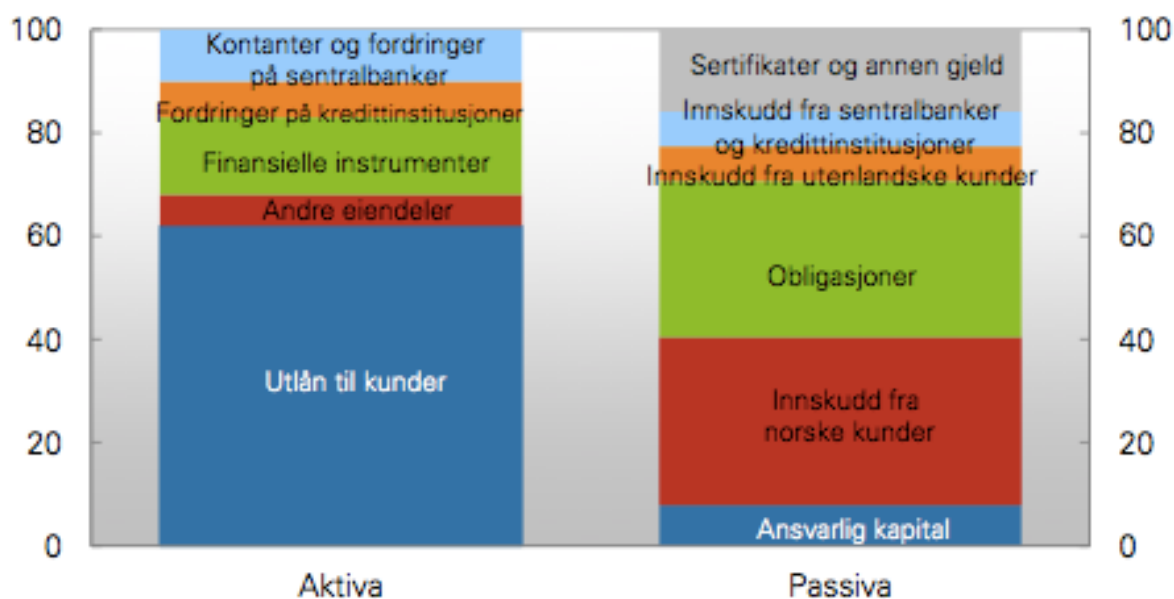 100
80
60
40
20
0
Kontanter og fordringer
på sentralbanker
Fordringer på kredittinstitusjoner
Finansielle instrumenter
Andre eiendeler
Utlån til kunder
Aktiva
Sertifikater og annen gjeld
Innskudd fra sentralbanker
og kredittinstitusjoner
Innskudd fra utenlandske kunder
Obligasjoner
Innskudd fra
norske kunder
Ansvarlig kapital
Passiva
100
80
60
40
20
0